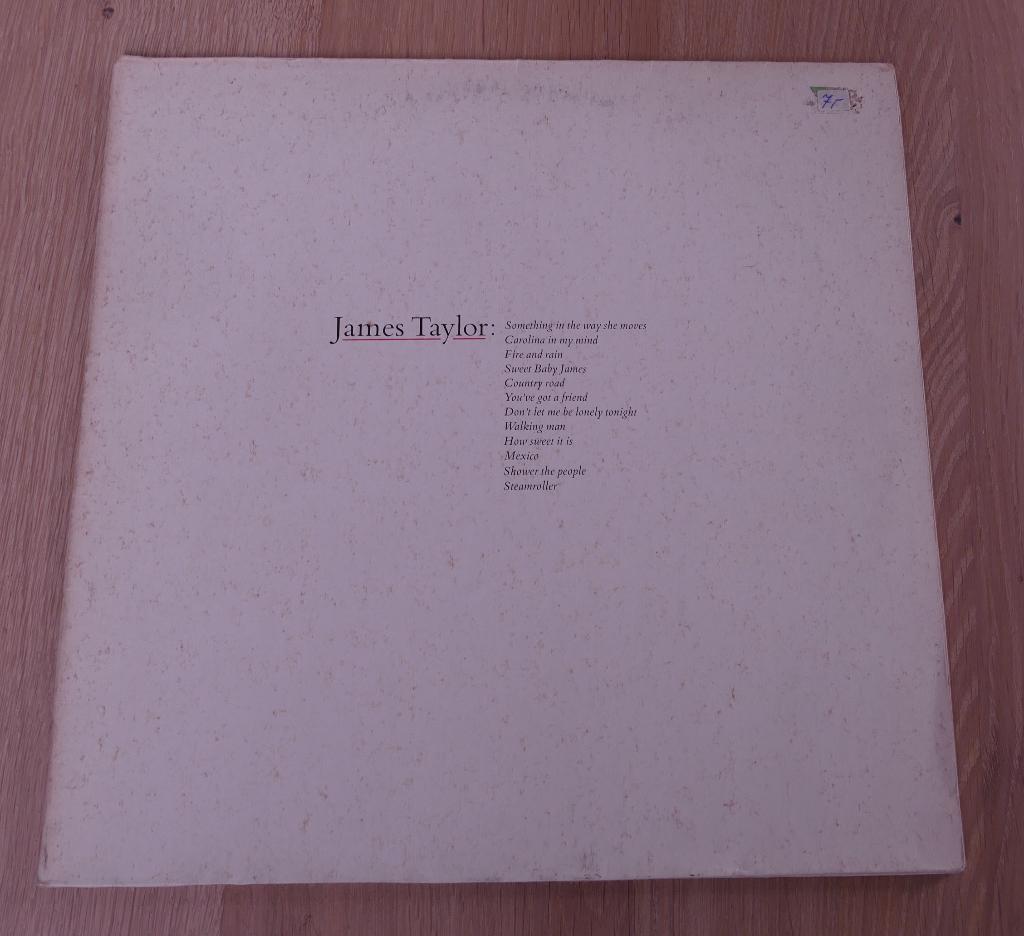 7,-
James Taylor:
Something in the way she moves
Carolina in my mind
Fire and rain
Sweet Baby James
Country road
You've got a friend
Don't let me be lonely tonight
Walking man
How sweet it is
Mexico
Shower the people
Steamroller